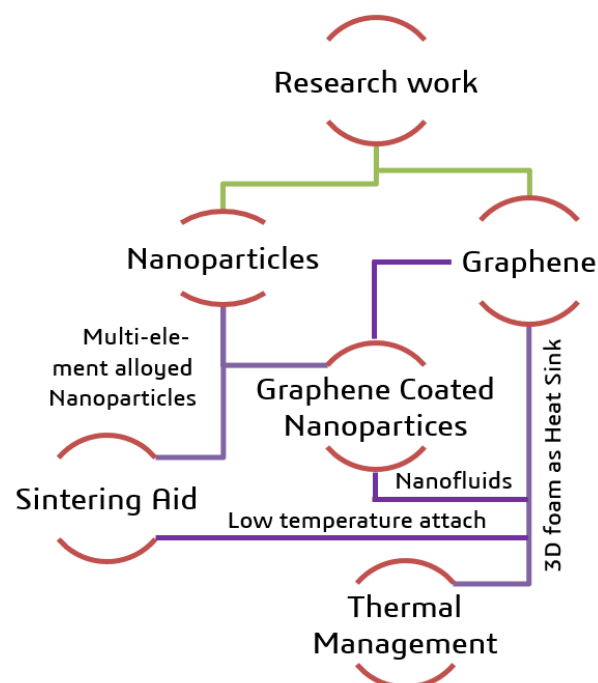 Research work
Nanoparticles
Graphene
Multi-ele-
ment alloyed
Nanoparticles
Graphene Coated
Nanopartices
3D foam as Heat Sink
Nanofluids
Sintering Aid
Low temperature attach
Thermal
Management